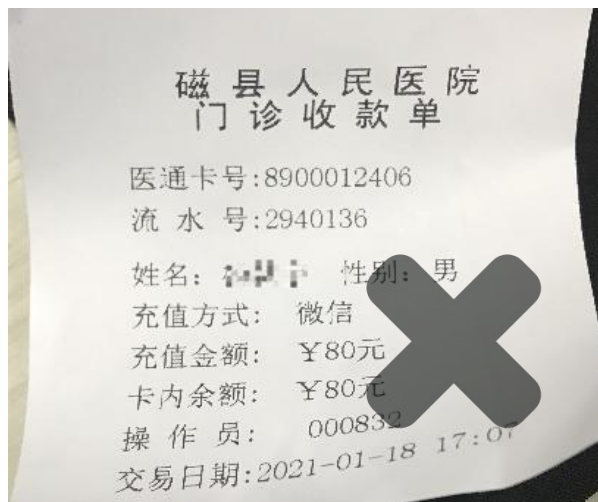 磁县人民医院
门诊收款单
医通卡号:8900012406
流水号:2940136
姓名: 性别: 男
充值方式: 微信
充值金额: ¥80元
卡内余额: ¥80元
操作员: 000832
交易日期:2021-01-18 17:07